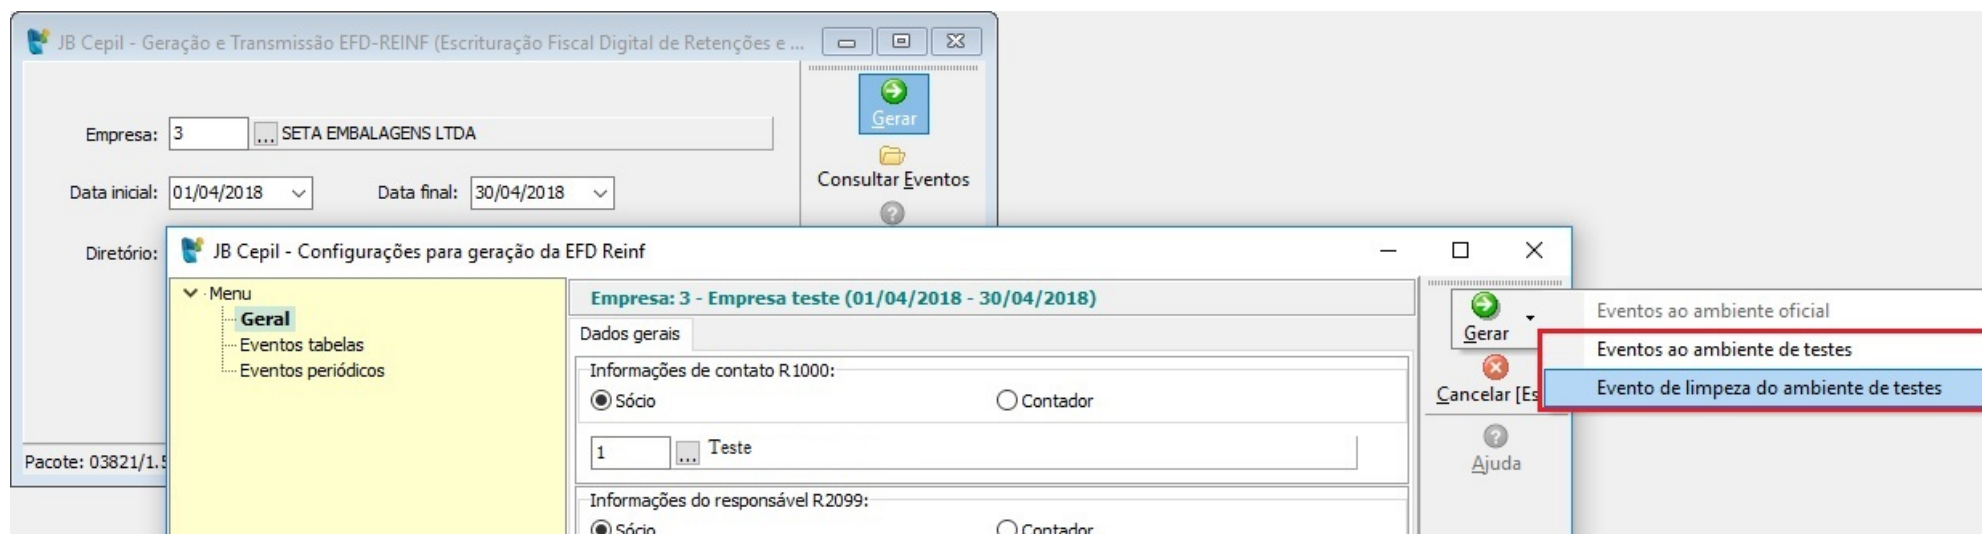 JB Cepil - Geração e Transmissão EFD-REINF (Escrituração Fiscal Digital de Retenções e ...
Gerar
Empresa: 3 ... SETA EMBALAGENS LTDA
Consultar Eventos
Data inicial: 01/04/2018 Data final: 30/04/2018
Diretório:
Pacote: 03821/1.5
JB Cepil - Configurações para geração da EFD Reinf
Menu
Geral
Eventos tabelas
Eventos periódicos
Empresa: 3 - Empresa teste (01/04/2018 - 30/04/2018)
Dados gerais
Informações de contato R1000:
Sócio Contador
1 ... Teste
Informações do responsável R2099:
Sócio Contador
Gerar
Cancelar [Es
Ajuda
Eventos ao ambiente oficial
Eventos ao ambiente de testes
Evento de limpeza do ambiente de testes